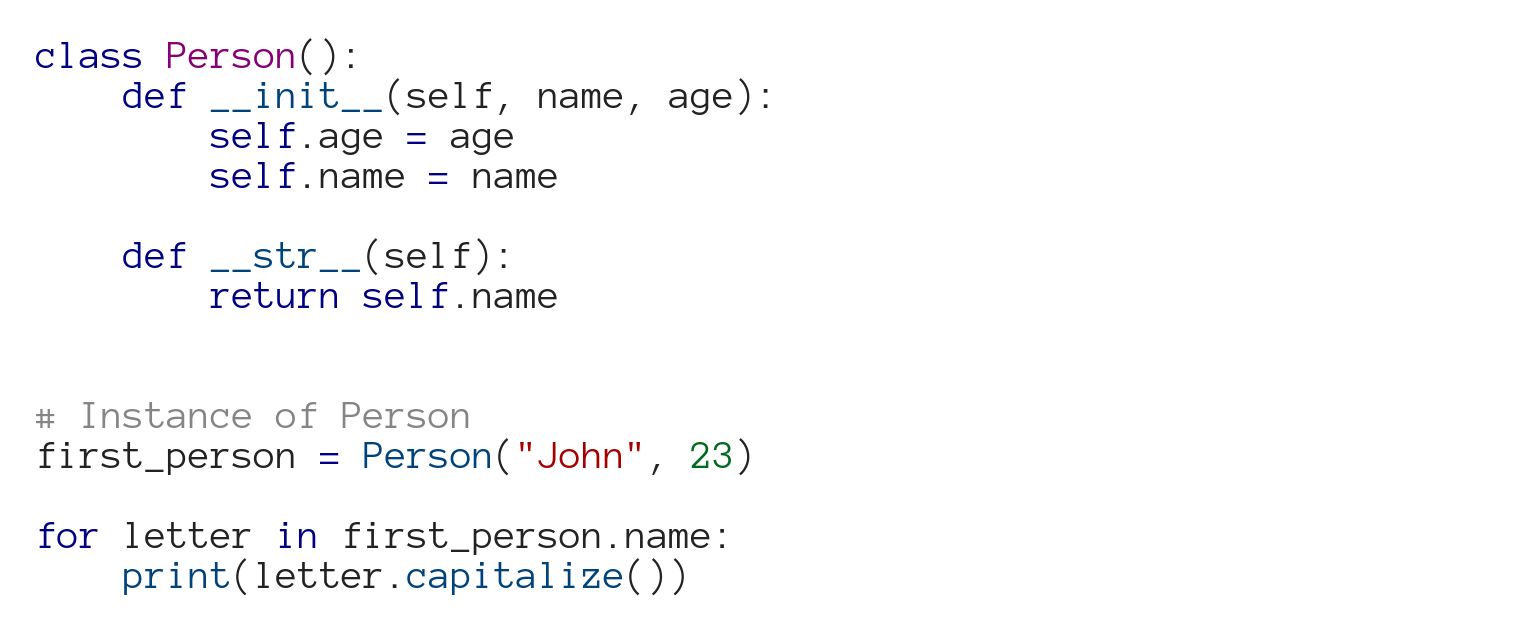 class Person():
    def __init__(self, name, age):
        self.age = age
        self.name = name

    def __str__(self):
        return self.name


# Instance of Person
first_person = Person("John", 23)

for letter in first_person.name:
    print(letter.capitalize())